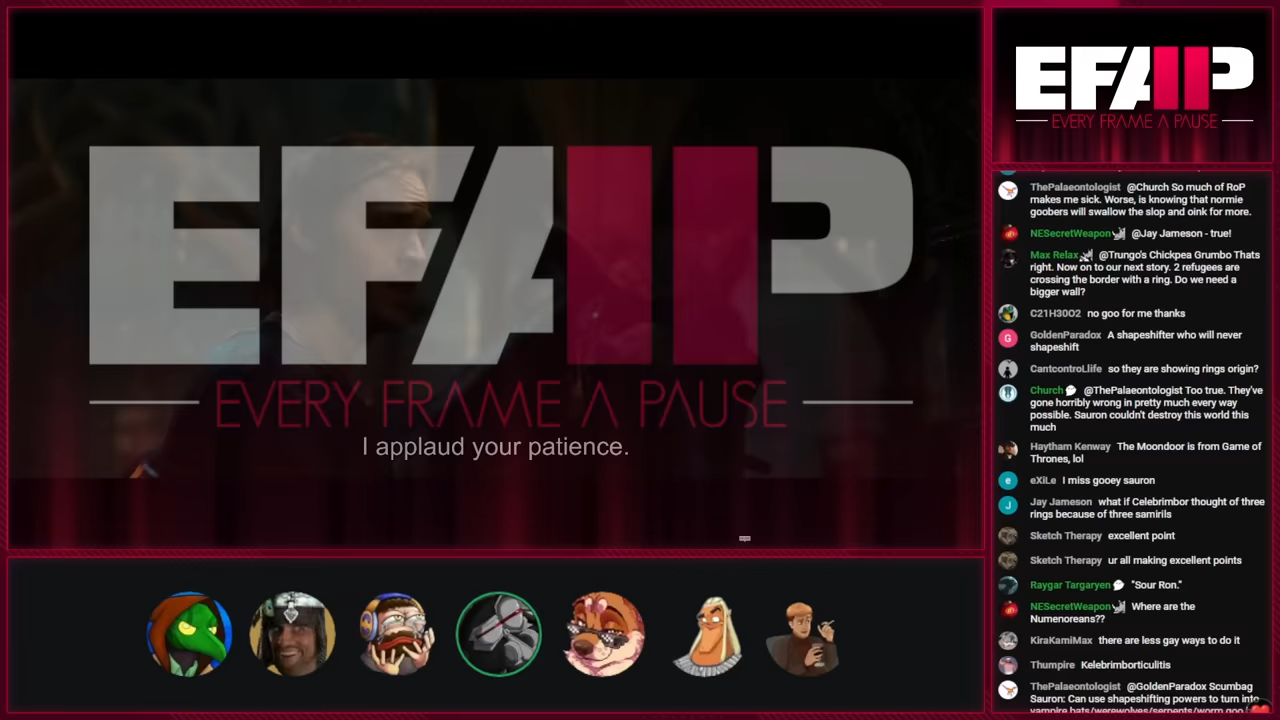 EFAP
EVERY FRAME A PAUSE
I applaud your patience.
EFAP
EVERY FRAME A PAUSE
ThePalaeontologist @Church So much of RoP
makes me sick. Worse, is knowing that normie
goobers will swallow the slop and oink for more.
NESecretWeapon @Jay Jameson - true!
Max Relax @Trungo's Chickpea Grumbo Thats
right. Now on to our next story. 2 refugees are
crossing the border with a ring. Do we need a
bigger wall?
C21H30O2 no goo for me thanks
G
GoldenParadox A shapeshifter who will never
shapeshift
CantcontroLlife so they are showing rings origin?
Church @ThePalaeontologist Too true. They've
gone horribly wrong in pretty much every way
possible. Sauron couldn't destroy this world this
much
Haytham Kenway The Moondoor is from Game of
Thrones, lol
e
eXiLe I miss gooey sauron
J
Jay Jameson what if Celebrimbor thought of three
rings because of three samirils
Sketch Therapy excellent point
Sketch Therapy ur all making excellent points
Raygar Targaryen "Sour Ron."
NESecretWeapon Where are the
Numenoreans??
KiraKamiMax there are less gay ways to do it
Thumpire Kelebrimborticulitis
ThePalaeontologist @GoldenParadox Scumbag
Sauron: Can use shapeshifting powers to turn into
vampire bats/werewolves/serpents/worm goo